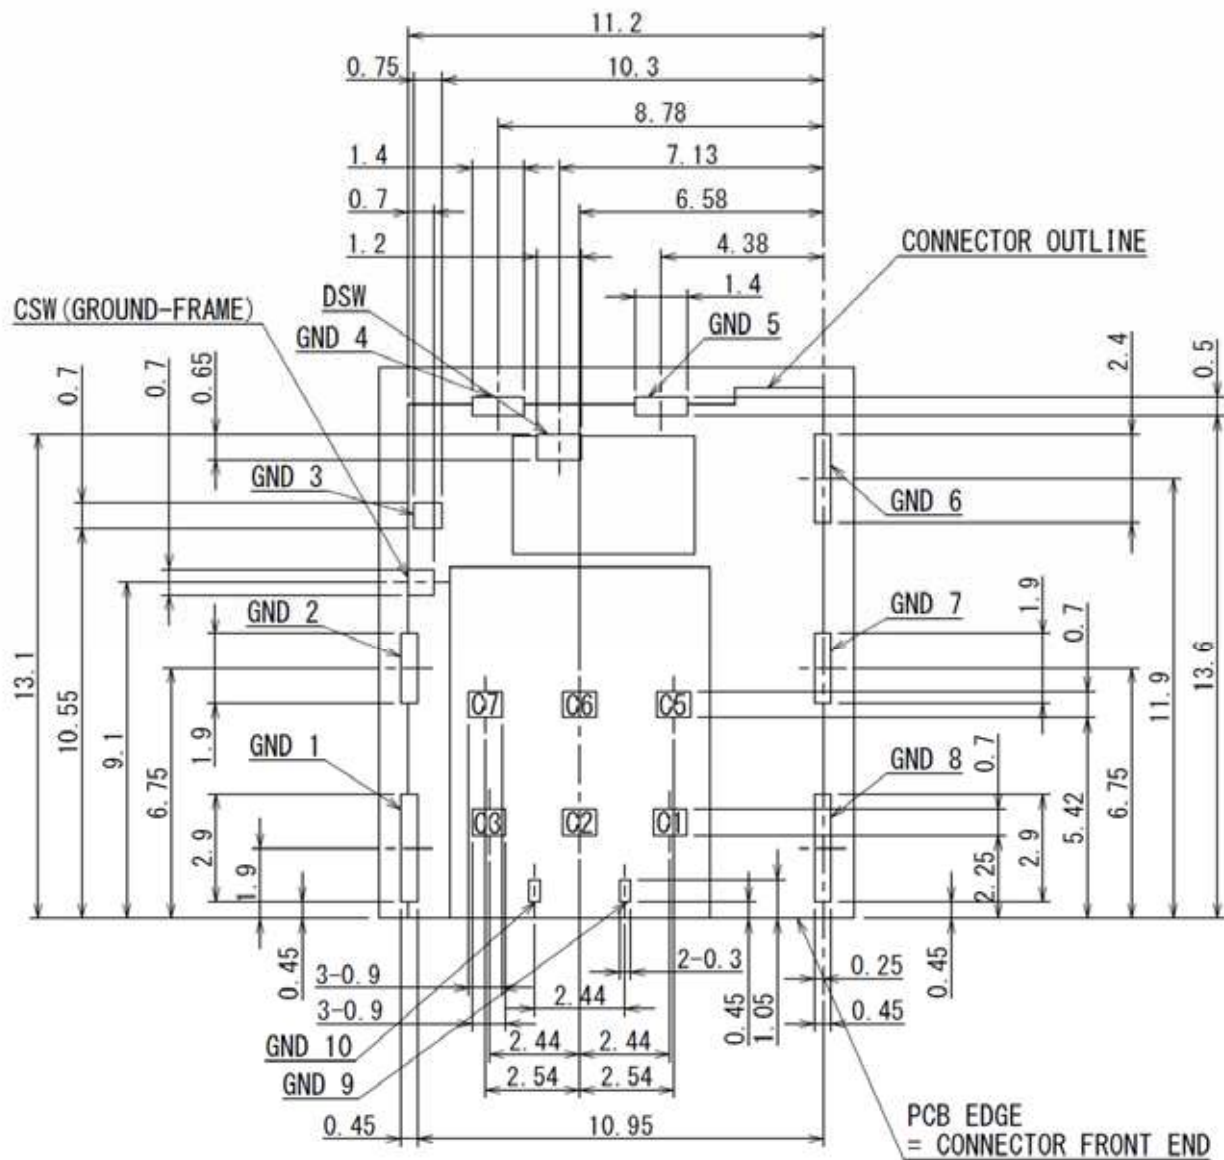 11.2
0.75
10.3
8.78
1.4
7.13
0.7
6.58
1.2
4.38
CONNECTOR OUTLINE
DSW
1.4
CSW(GROUND-FRAME)
GND 4
GND 5
0.7
0.7
0.65
2.4
0.5
GND 3
GND 6
GND 2
GND 7
1.9
0.7
13.1
10.55
9.1
6.75
1.9
C7
C6
C5
11.9
13.6
GND 1
GND 8
0.7
2.9
1.9
C3
C2
C1
2.25
2.9
5.42
6.75
0.45
3-0.9
2-0.3
0.25
0.45
2.44
0.45
1.05
0.45
3-0.9
GND 10
2.44
2.44
GND 9
2.54
2.54
0.45
10.95
PCB EDGE
= CONNECTOR FRONT END